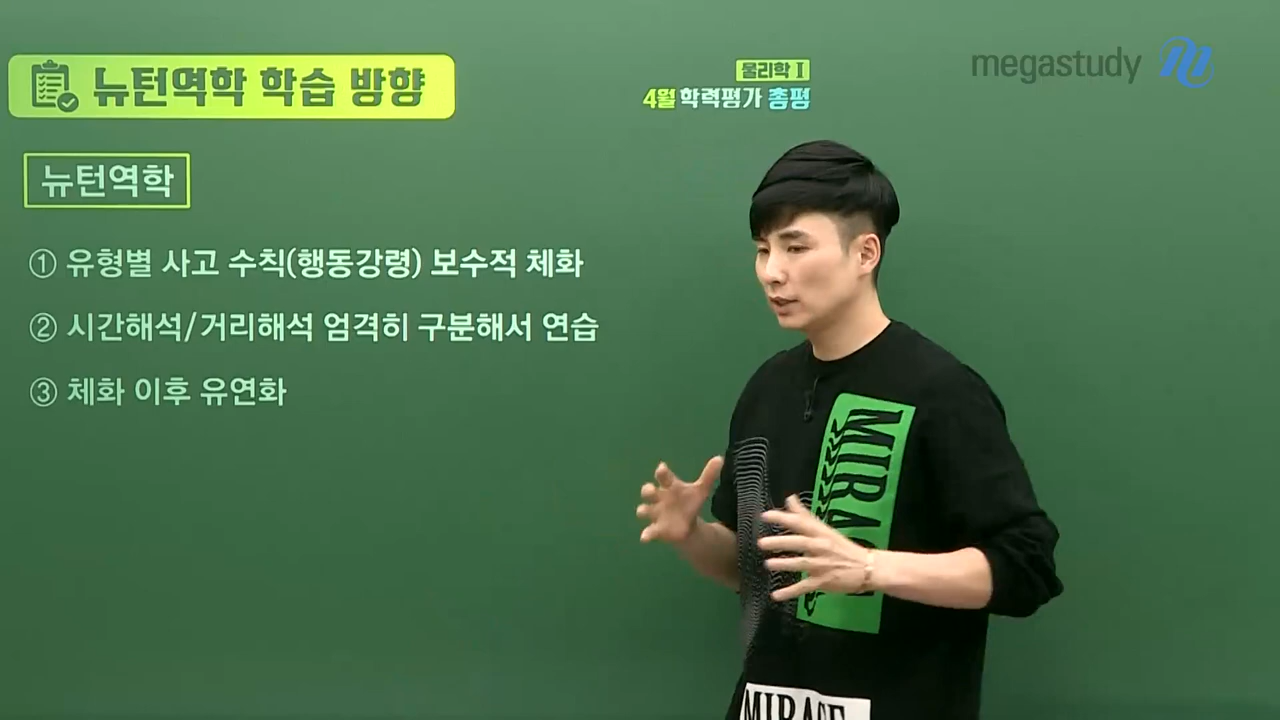 뉴턴역학 학습 방향
물리학 I
4월 학력평가 총평
megastudy
뉴턴역학
① 유형별 사고 수칙(행동강령) 보수적 체화
② 시간해석/거리해석 엄격히 구분해서 연습
③ 체화 이후 유연화
MIRAGE
MIRAGE